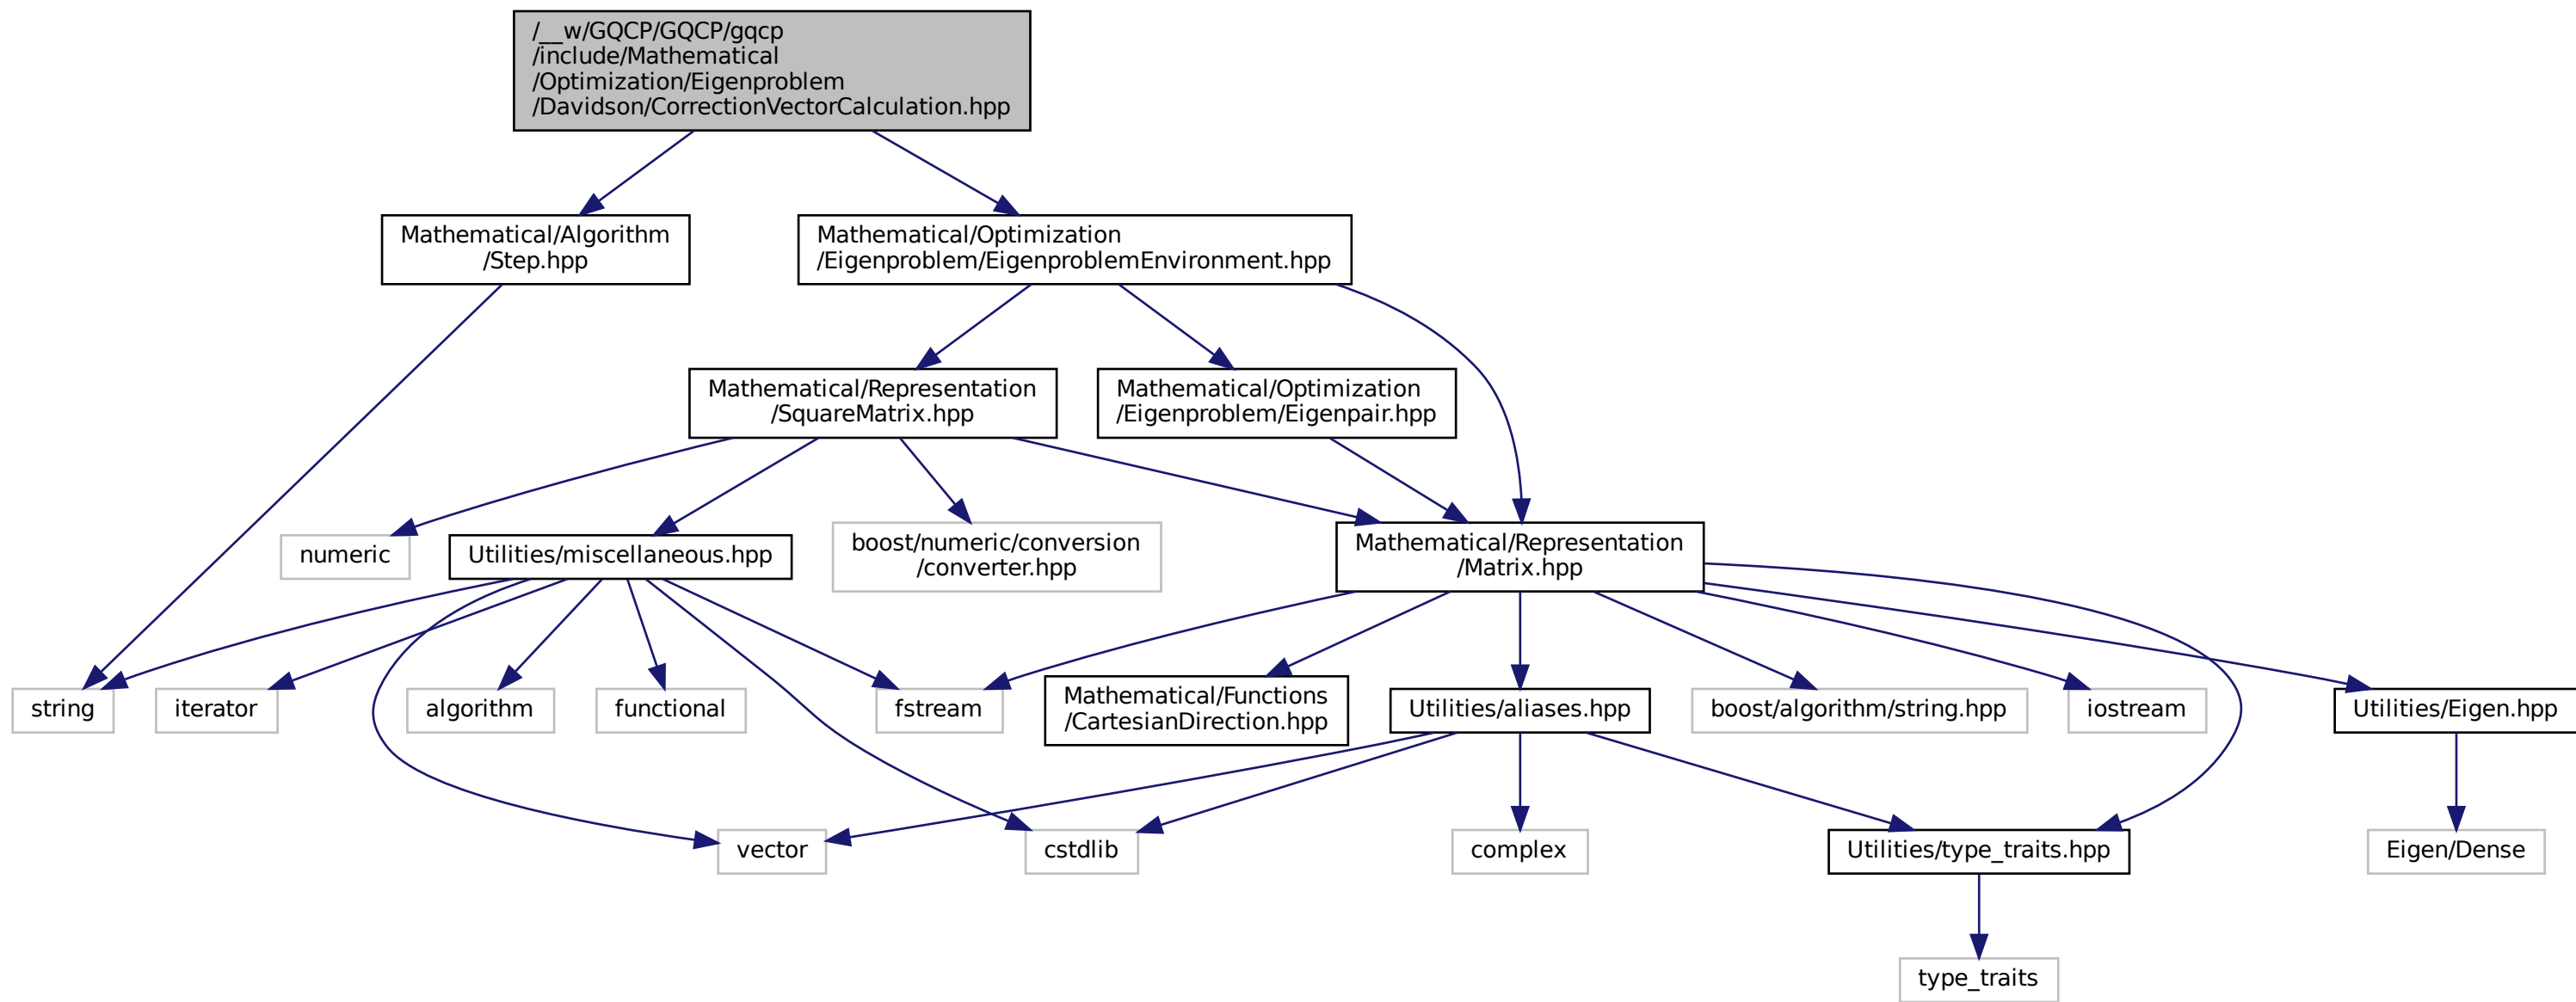 /__w/GQCP/GQCP/gqcp
/include/Mathematical
/Optimization/Eigenproblem
/Davidson/CorrectionVectorCalculation.hpp
Mathematical/Algorithm
/Step.hpp
Mathematical/Optimization
/Eigenproblem/EigenproblemEnvironment.hpp
Mathematical/Representation
/SquareMatrix.hpp
Mathematical/Optimization
/Eigenproblem/Eigenpair.hpp
numeric
Utilities/miscellaneous.hpp
boost/numeric/conversion
/converter.hpp
Mathematical/Representation
/Matrix.hpp
string
iterator
algorithm
functional
fstream
Mathematical/Functions
/CartesianDirection.hpp
Utilities/aliases.hpp
boost/algorithm/string.hpp
iostream
Utilities/Eigen.hpp
vector
cstdlib
complex
Utilities/type_traits.hpp
Eigen/Dense
type_traits